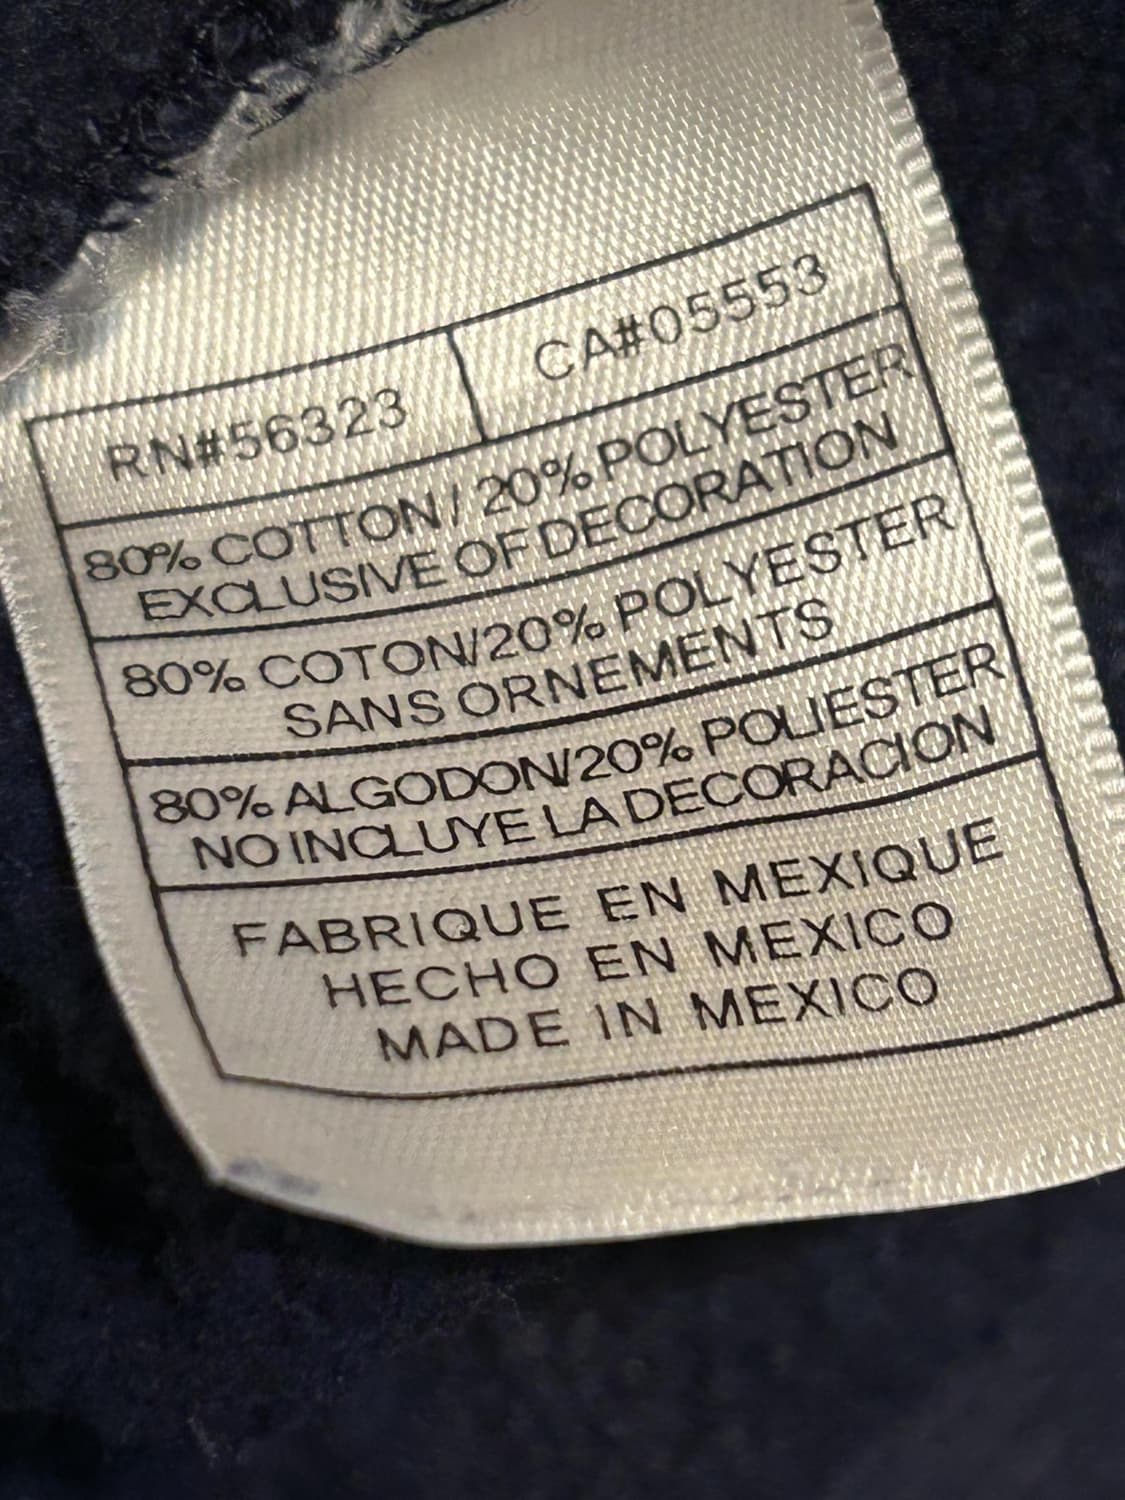 RN#56323 CA#05553
80% COTTON/ 20% POLYESTER
EXCLUSIVE OF DECORATION
80% COTON/20% POLYESTER
SANS ORNEMENTS
80% ALGODON/20% POLIESTER
NO INCLUYE LA DECORACION
FABRIQUE EN MEXIQUE
HECHO EN MEXICO
MADE IN MEXICO